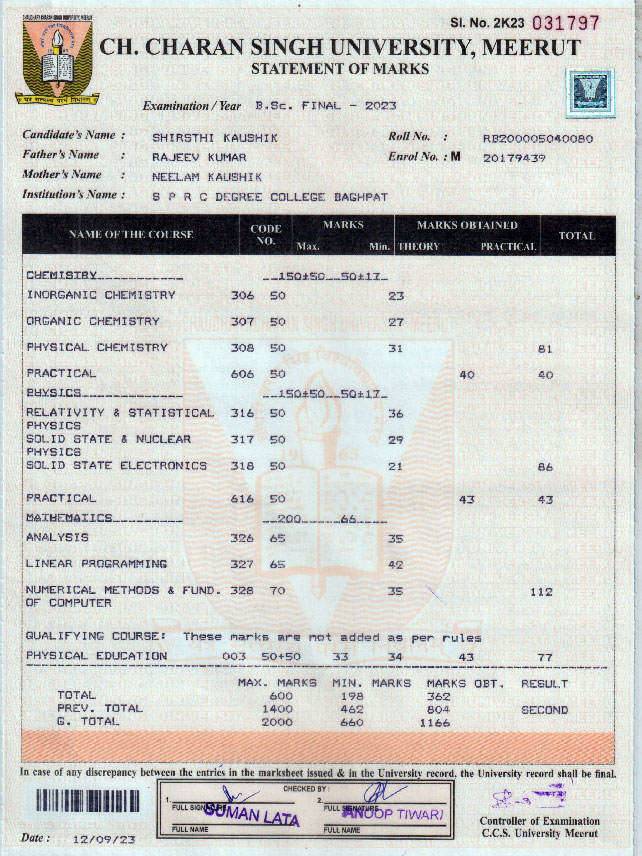 Sl. No. 2K23 031797
CH. CHARAN SINGH UNIVERSITY, MEERUT
STATEMENT OF MARKS
Examination / Year B.Sc. FINAL - 2023
Candidate's Name : SHIRSTHI KAUSHIK Roll No. : RB200005040080
Father's Name : RAJEEV KUMAR Enrol No. : M 20179439
Mother's Name : NEELAM KAUSHIK
Institution's Name : S P R C DEGREE COLLEGE BAGHPAT
NAME OF THE COURSE CODE NO. MARKS Max. Min. MARKS OBTAINED THEORY PRACTICAL TOTAL
CHEMISTRY 150+50 50+17
INORGANIC CHEMISTRY 306 50 23
ORGANIC CHEMISTRY 307 50 27
PHYSICAL CHEMISTRY 308 50 31 81
PRACTICAL 606 50 40 40
PHYSICS 150+50 50+17
RELATIVITY & STATISTICAL 316 50 36
PHYSICS
SOLID STATE & NUCLEAR 317 50 29
PHYSICS
SOLID STATE ELECTRONICS 318 50 21 86
PRACTICAL 616 50 43 43
MATHEMATICS 200 66
ANALYSIS 326 65 35
LINEAR PROGRAMMING 327 65 42
NUMERICAL METHODS & FUND. 328 70 35 112
OF COMPUTER
QUALIFYING COURSE: These marks are not added as per rules
PHYSICAL EDUCATION 003 50+50 33 34 43 77
MAX. MARKS MIN. MARKS MARKS OBT. RESULT
TOTAL 600 198 362
PREV. TOTAL 1400 462 804 SECOND
G. TOTAL 2000 660 1166
In case of any discrepancy between the entries in the marksheet issued & in the University record, the University record shall be final.
CHECKED BY :
1. FULL SIGNATURE 2. FULL SIGNATURE
SUMAN LATA ANOOP TIWARI
FULL NAME FULL NAME
Controller of Examination
C.C.S. University Meerut
Date : 12/09/23